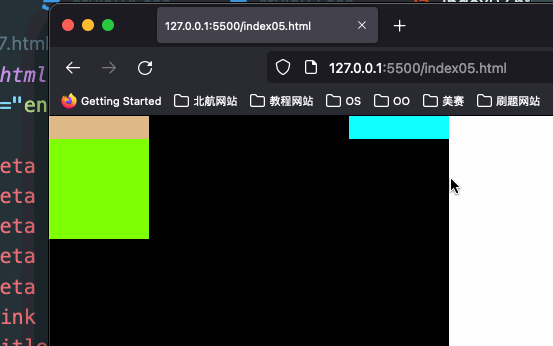 127.0.0.1:5500/index05.html
7.html
127.0.0.1:5500/index05.html
html
Getting Started 北航网站 教程网站 OS OO 美赛 刷题网站
="en
eta
eta
eta
eta
eta
ink
itle